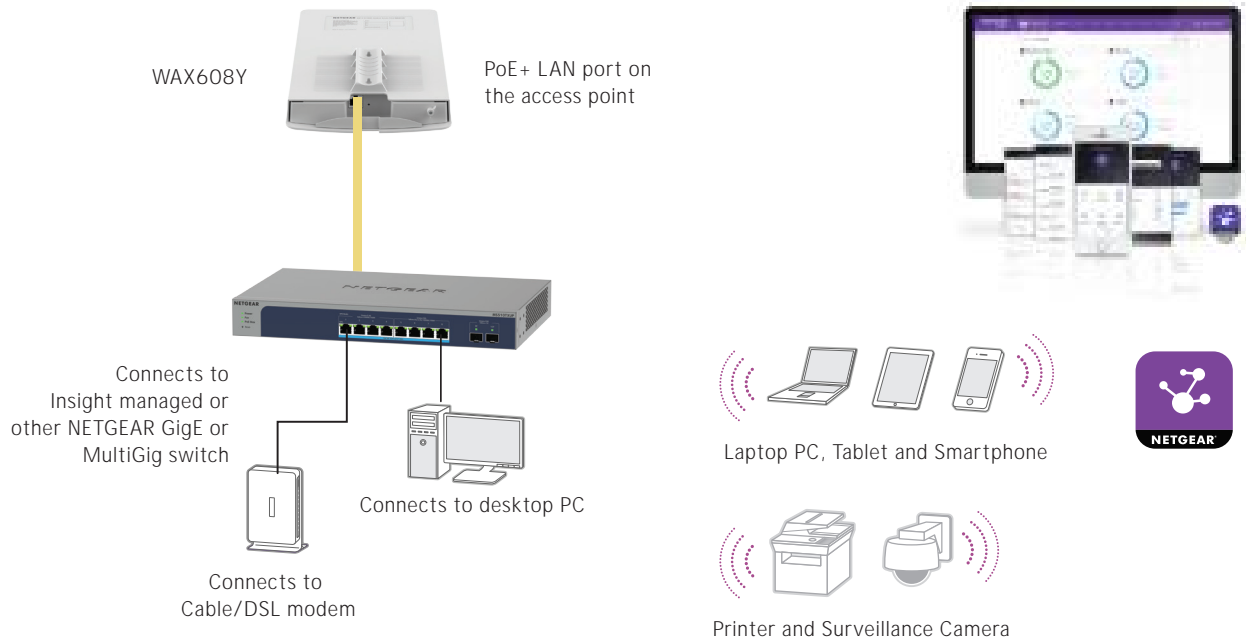 NETGEAR
WAX608Y
PoE+ LAN port on
the access point
NETGEAR
NETGEAR
Connects to
Insight managed or
other NETGEAR GigE or
MultiGig switch
Connects to desktop PC
Connects to
Cable/DSL modem
Laptop PC, Tablet and Smartphone
NETGEAR
Printer and Surveillance Camera